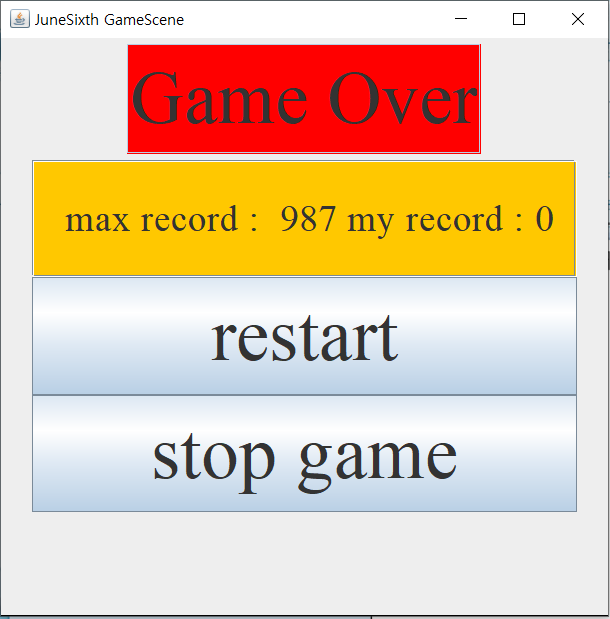 JuneSixth GameScene
Game Over
max record :  987 my record : 0
restart
stop game